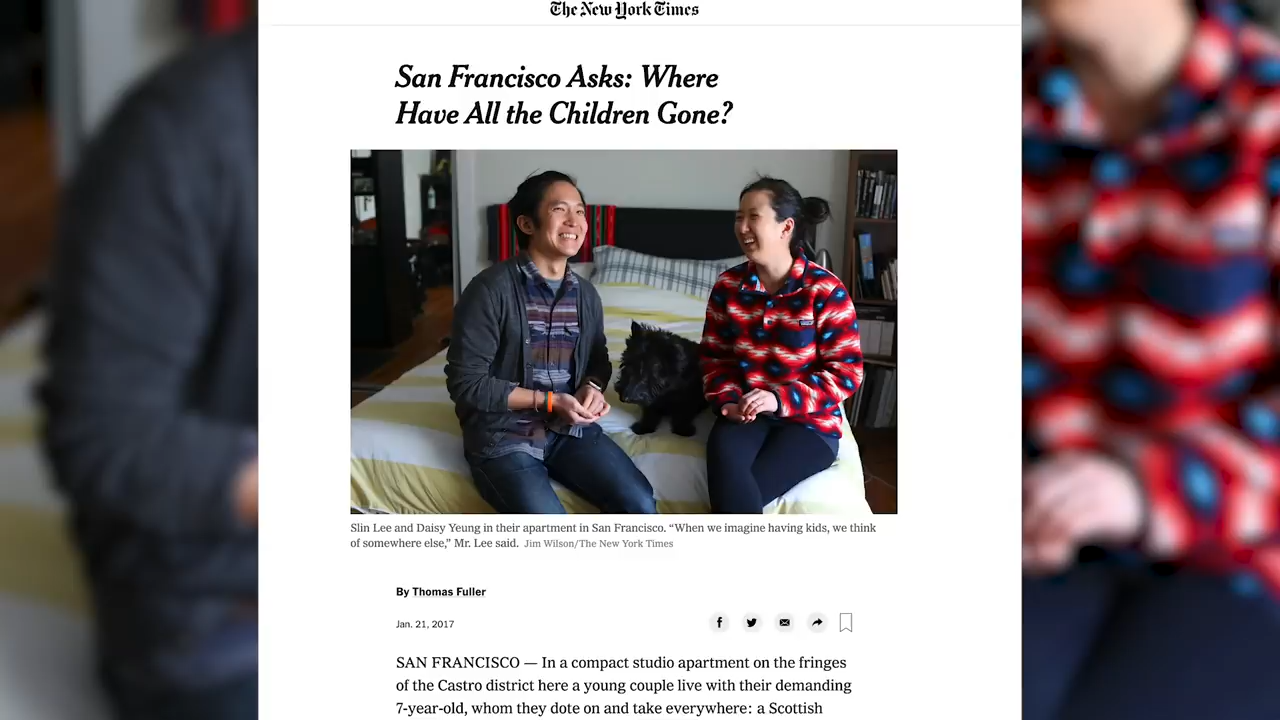 The New York Times
San Francisco Asks: Where
Have All the Children Gone?
Slin Lee and Daisy Yeung in their apartment in San Francisco. “When we imagine having kids, we think
of somewhere else,” Mr. Lee said. Jim Wilson/The New York Times
By Thomas Fuller
Jan. 21, 2017
SAN FRANCISCO — In a compact studio apartment on the fringes
of the Castro district here a young couple live with their demanding
7-year-old, whom they dote on and take everywhere: a Scottish